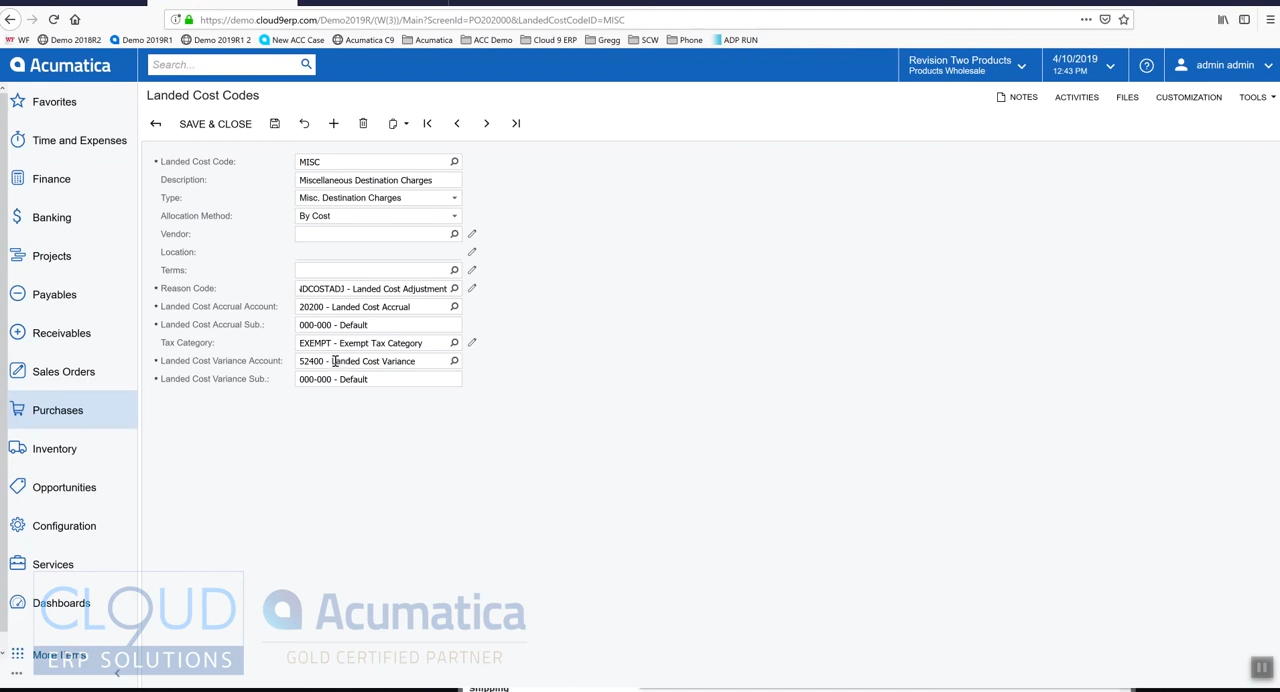 https://demo.cloud9erp.com/Demo2019R/(W(3))/Main?ScreenId=PO202000&LandedCostCodeID=MISC
WF Demo 2018R2 Demo 2019R1 Demo 2019R1 2 New ACC Case Acumatica C9 Acumatica ACC Demo Cloud 9 ERP Gregg SCW Phone ADP RUN
Acumatica
Search...
Revision Two Products
Products Wholesale
4/10/2019
12:43 PM
admin admin
Favorites
Time and Expenses
Finance
Banking
Projects
Payables
Receivables
Sales Orders
Purchases
Inventory
Opportunities
Configuration
Services
Dashboards
More Items
Landed Cost Codes
NOTES ACTIVITIES FILES CUSTOMIZATION TOOLS
SAVE & CLOSE
Landed Cost Code: MISC
Description: Miscellaneous Destination Charges
Type: Misc. Destination Charges
Allocation Method: By Cost
Vendor:
Location:
Terms:
Reason Code: NDCOSTADJ - Landed Cost Adjustment
Landed Cost Accrual Account: 20200 - Landed Cost Accrual
Landed Cost Accrual Sub.: 000-000 - Default
Tax Category: EXEMPT - Exempt Tax Category
Landed Cost Variance Account: 52400 - Landed Cost Variance
Landed Cost Variance Sub.: 000-000 - Default
CLOUD9
ERP SOLUTIONS
Acumatica
GOLD CERTIFIED PARTNER
Shipping